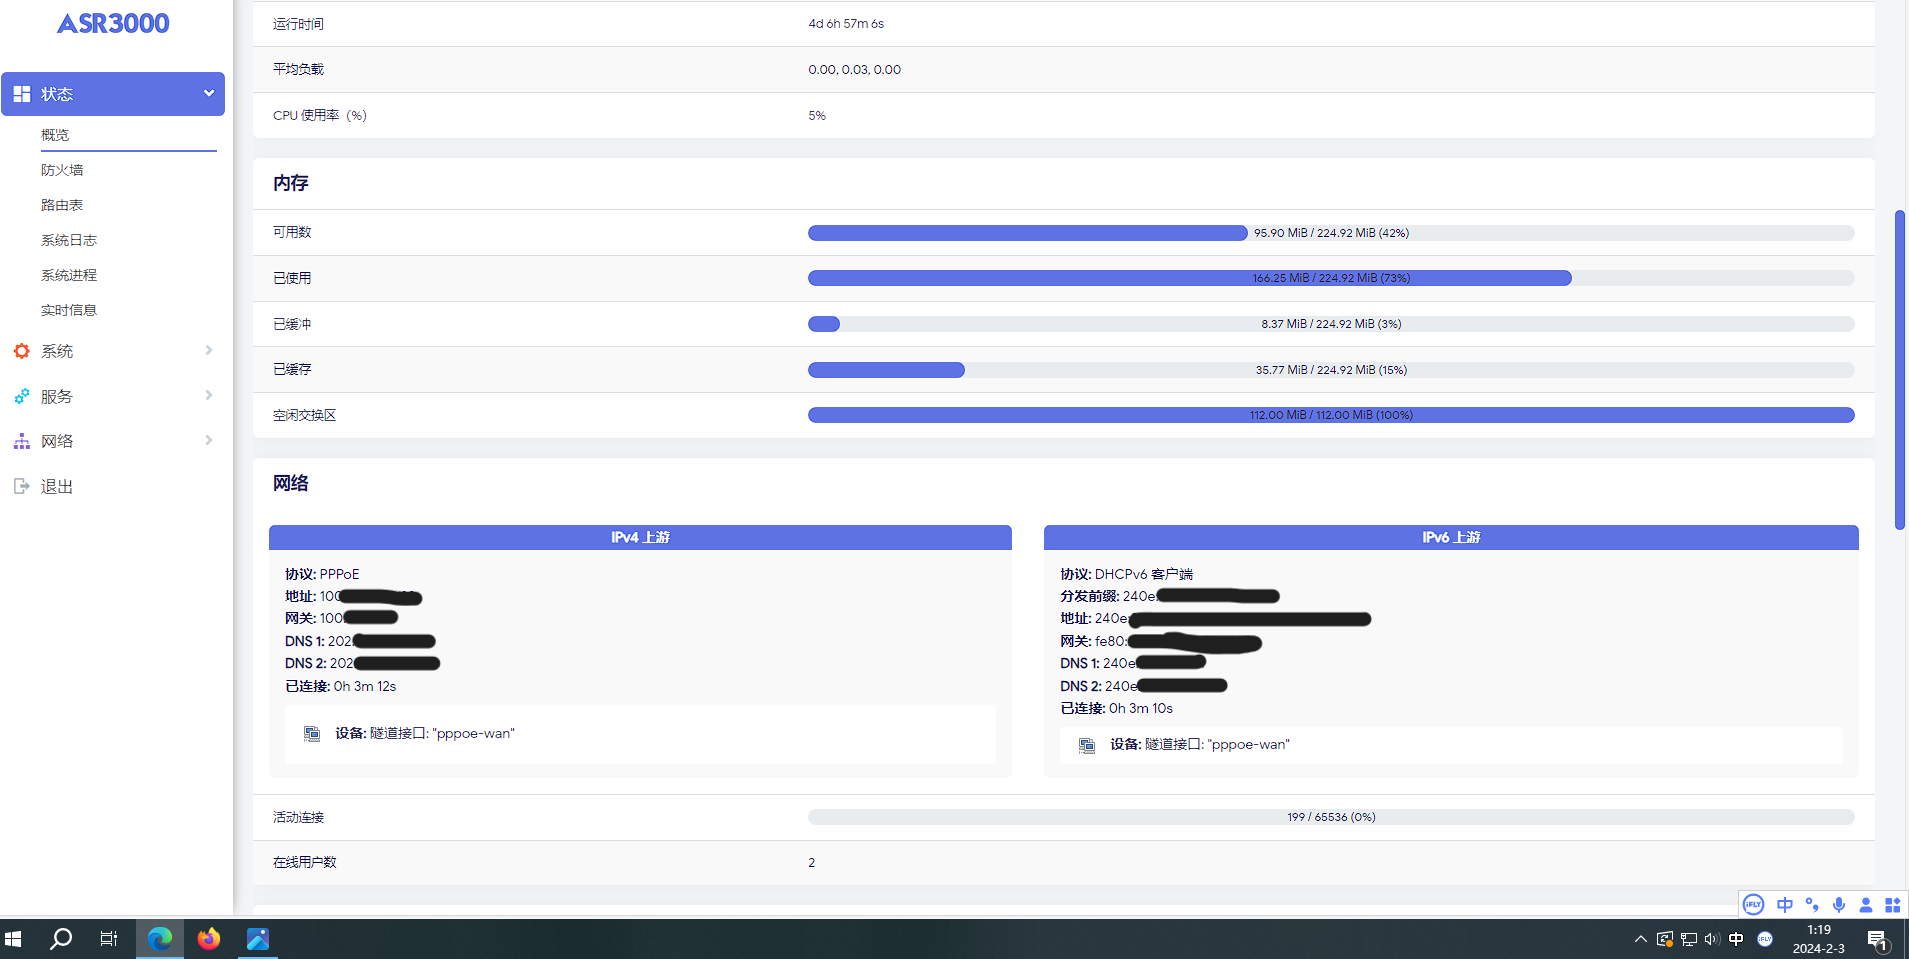 ASR3000
状态
概览
防火墙
路由表
系统日志
系统进程
实时信息
系统
服务
网络
退出
运行时间 4d 6h 57m 6s
平均负载 0.00, 0.03, 0.00
CPU 使用率（%） 5%
内存
可用数 95.90 MiB / 224.92 MiB (42%)
已使用 166.25 MiB / 224.92 MiB (73%)
已缓冲 8.37 MiB / 224.92 MiB (3%)
已缓存 35.77 MiB / 224.92 MiB (15%)
空闲交换区 112.00 MiB / 112.00 MiB (100%)
网络
IPv4 上游
协议: PPPoE
地址: 100
网关: 100
DNS 1: 202
DNS 2: 202
已连接: 0h 3m 12s
设备: 隧道接口: "pppoe-wan"
IPv6 上游
协议: DHCPv6 客户端
分发前缀: 240e
地址: 240e:
网关: fe80:
DNS 1: 240e
DNS 2: 240e
已连接: 0h 3m 10s
设备: 隧道接口: "pppoe-wan"
活动连接 199 / 65536 (0%)
在线用户数 2
iFLY 中
中 iFLY
1:19
2024-2-3
1